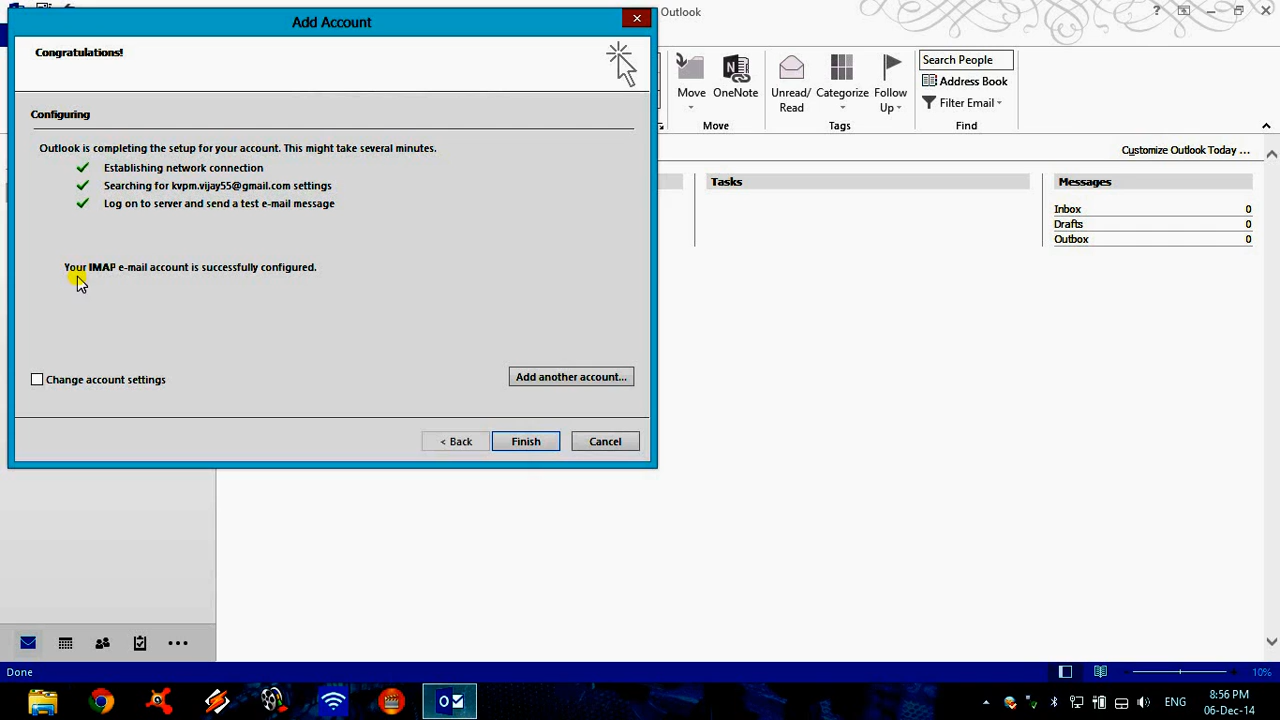 Add Account
Outlook
Congratulations!
Configuring
Outlook is completing the setup for your account. This might take several minutes.
Establishing network connection
Searching for kvpm.vijay55@gmail.com settings
Log on to server and send a test e-mail message
Your IMAP e-mail account is successfully configured.
Change account settings
Add another account...
< Back
Finish
Cancel
Move
OneNote
Unread/
Read
Categorize
Follow
Up
Search People
Address Book
Filter Email
Move
Tags
Find
Customize Outlook Today ...
Tasks
Messages
Inbox 0
Drafts 0
Outbox 0
Done
10%
ENG
8:56 PM
06-Dec-14